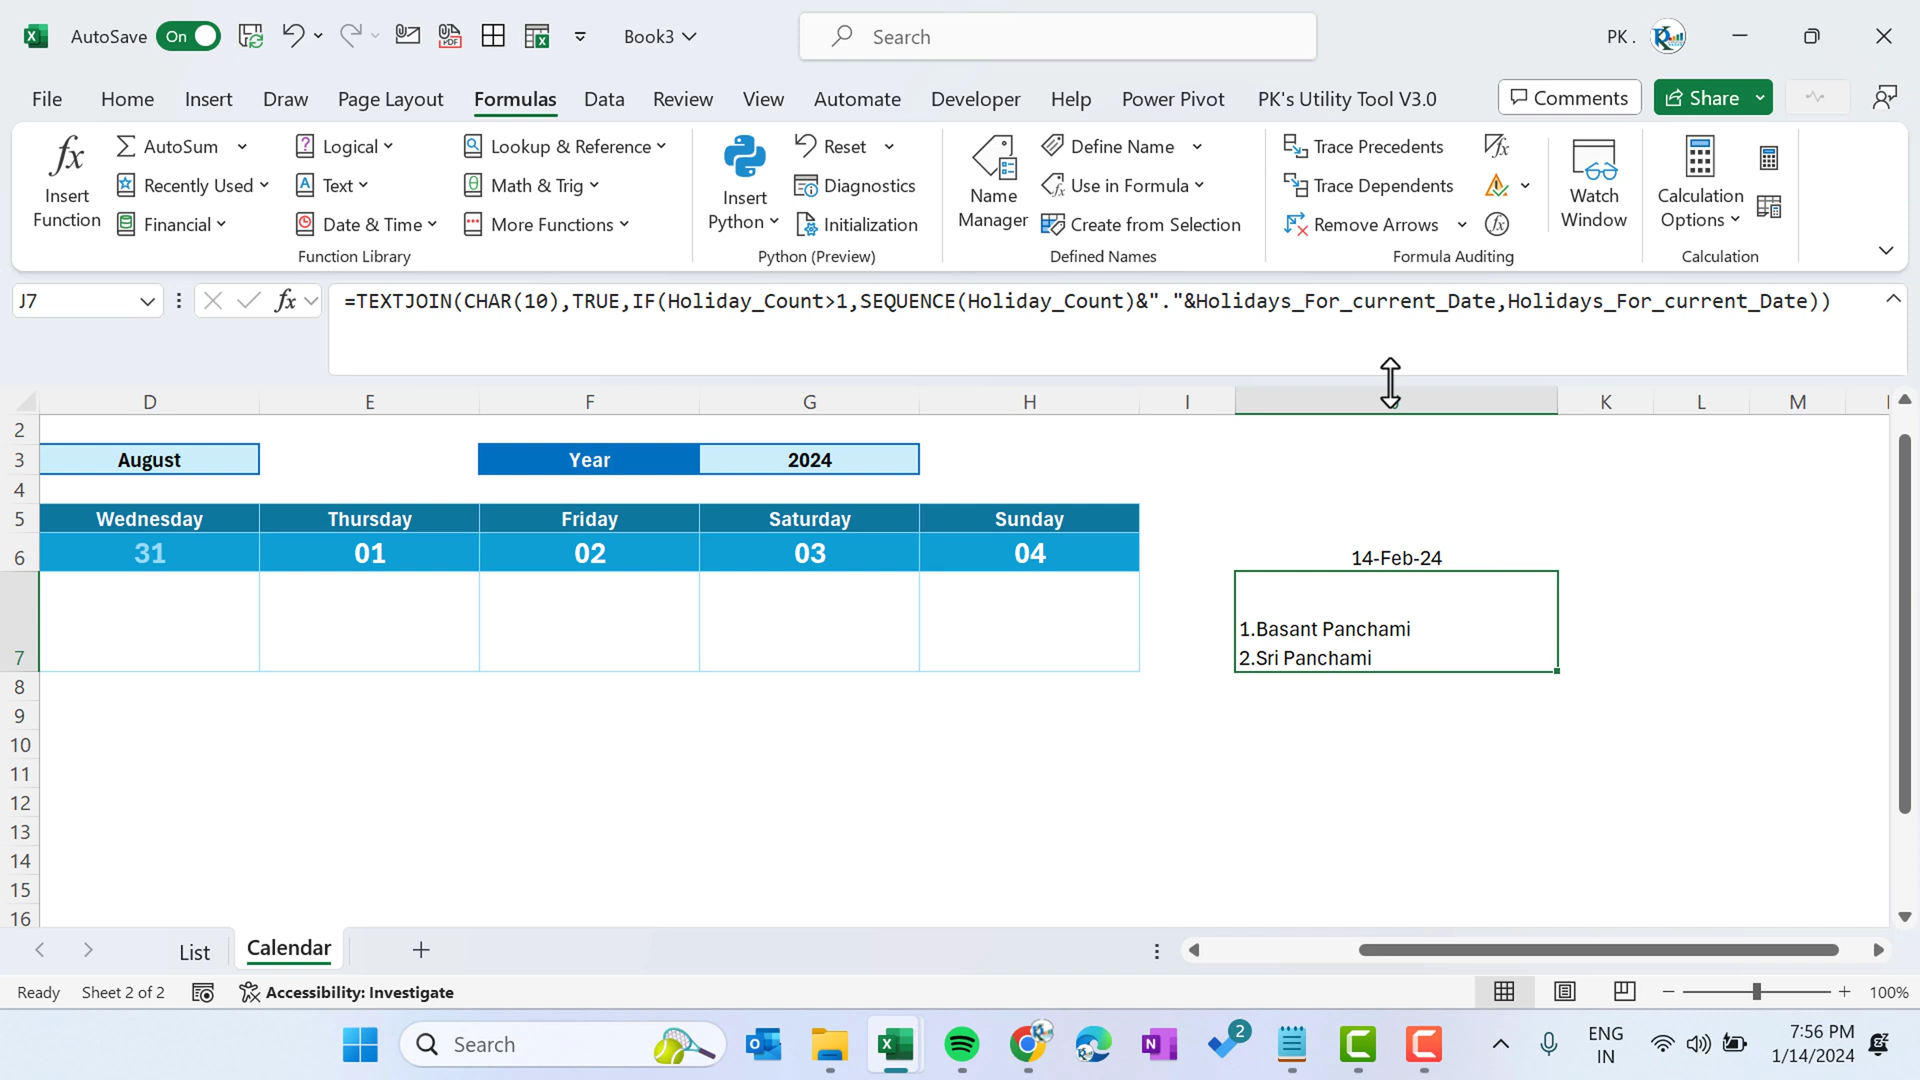 AutoSave On Book3 Search PK .
File Home Insert Draw Page Layout Formulas Data Review View Automate Developer Help Power Pivot PK's Utility Tool V3.0 Comments Share
Insert Function
AutoSum
Recently Used
Financial
Logical
Text
Date & Time
Lookup & Reference
Math & Trig
More Functions
Function Library
Insert Python
Reset
Diagnostics
Initialization
Python (Preview)
Name Manager
Define Name
Use in Formula
Create from Selection
Defined Names
Trace Precedents
Trace Dependents
Remove Arrows
Formula Auditing
Watch Window
Calculation Options
Calculation
J7 fx =TEXTJOIN(CHAR(10),TRUE,IF(Holiday_Count>1,SEQUENCE(Holiday_Count)&"."&Holidays_For_current_Date,Holidays_For_current_Date))
D E F G H I J K L M
2
3 August Year 2024
4
5 Wednesday Thursday Friday Saturday Sunday
6 31 01 02 03 04 14-Feb-24
1.Basant Panchami
7 2.Sri Panchami
8
9
10
11
12
13
14
15
16
List Calendar
Ready Sheet 2 of 2 Accessibility: Investigate 100%
Search 2 ENG IN 7:56 PM 1/14/2024